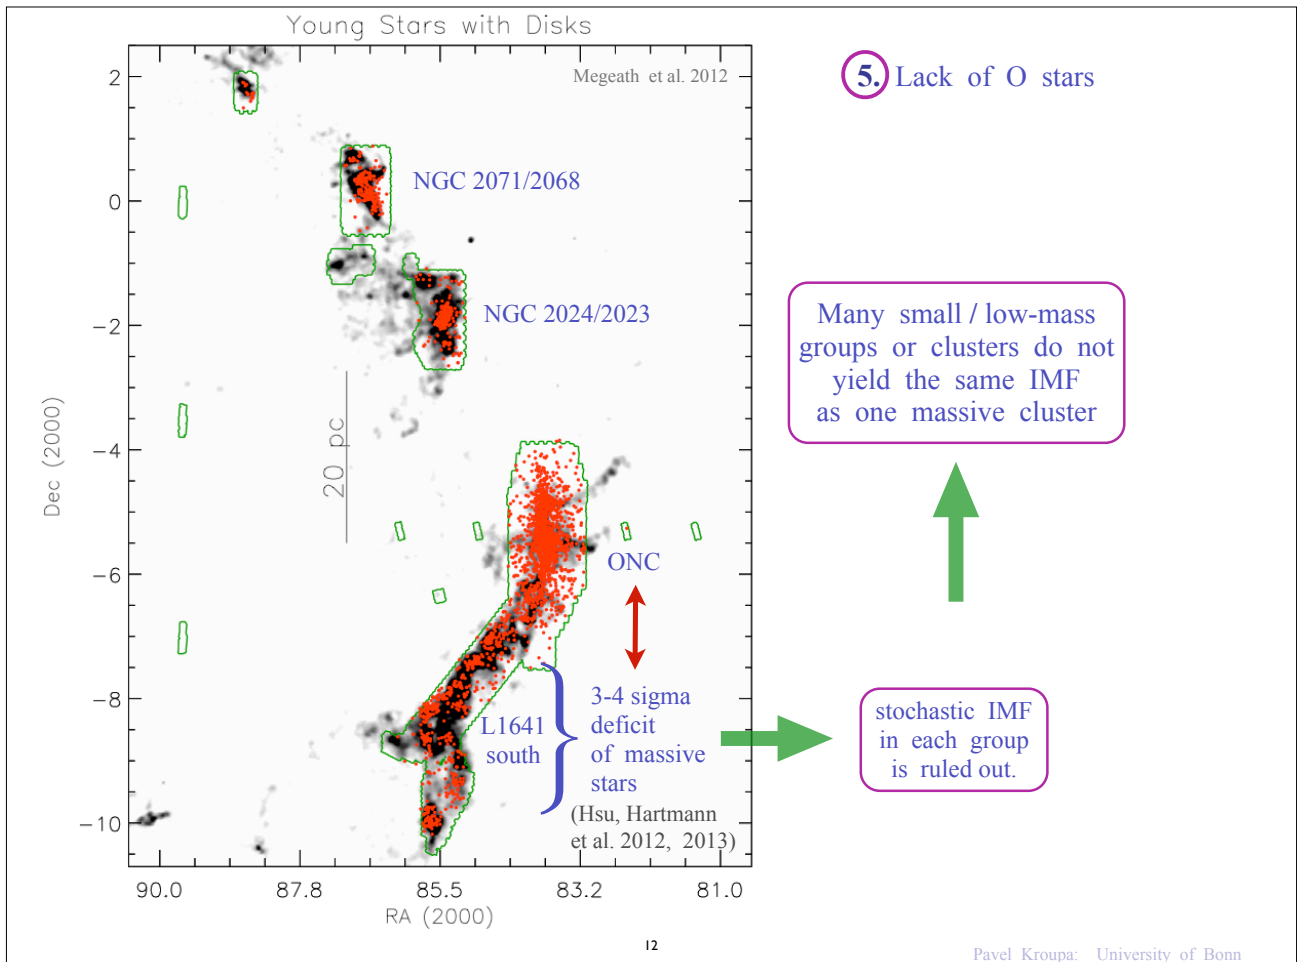 Young Stars with Disks
Megeath et al. 2012
5. Lack of O stars
NGC 2071/2068
NGC 2024/2023
20 pc
ONC
L1641
south
3-4 sigma
deficit
of massive
stars
(Hsu, Hartmann
et al. 2012, 2013)
Many small / low-mass
groups or clusters do not
yield the same IMF
as one massive cluster
stochastic IMF
in each group
is ruled out.
Dec (2000)
2
0
−2
−4
−6
−8
−10
90.0 87.8 85.5 83.2 81.0
RA (2000)
12
Pavel Kroupa: University of Bonn